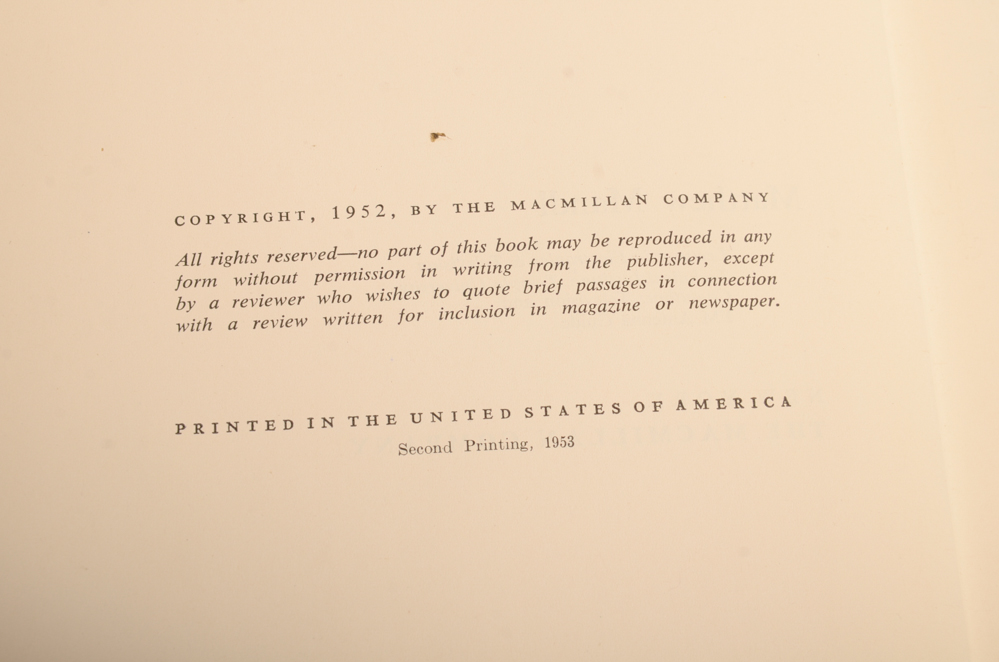 COPYRIGHT, 1952, BY THE MACMILLAN COMPANY
All rights reserved—no part of this book may be reproduced in any
form without permission in writing from the publisher, except
by a reviewer who wishes to quote brief passages in connection
with a review written for inclusion in magazine or newspaper.
PRINTED IN THE UNITED STATES OF AMERICA
Second Printing, 1953